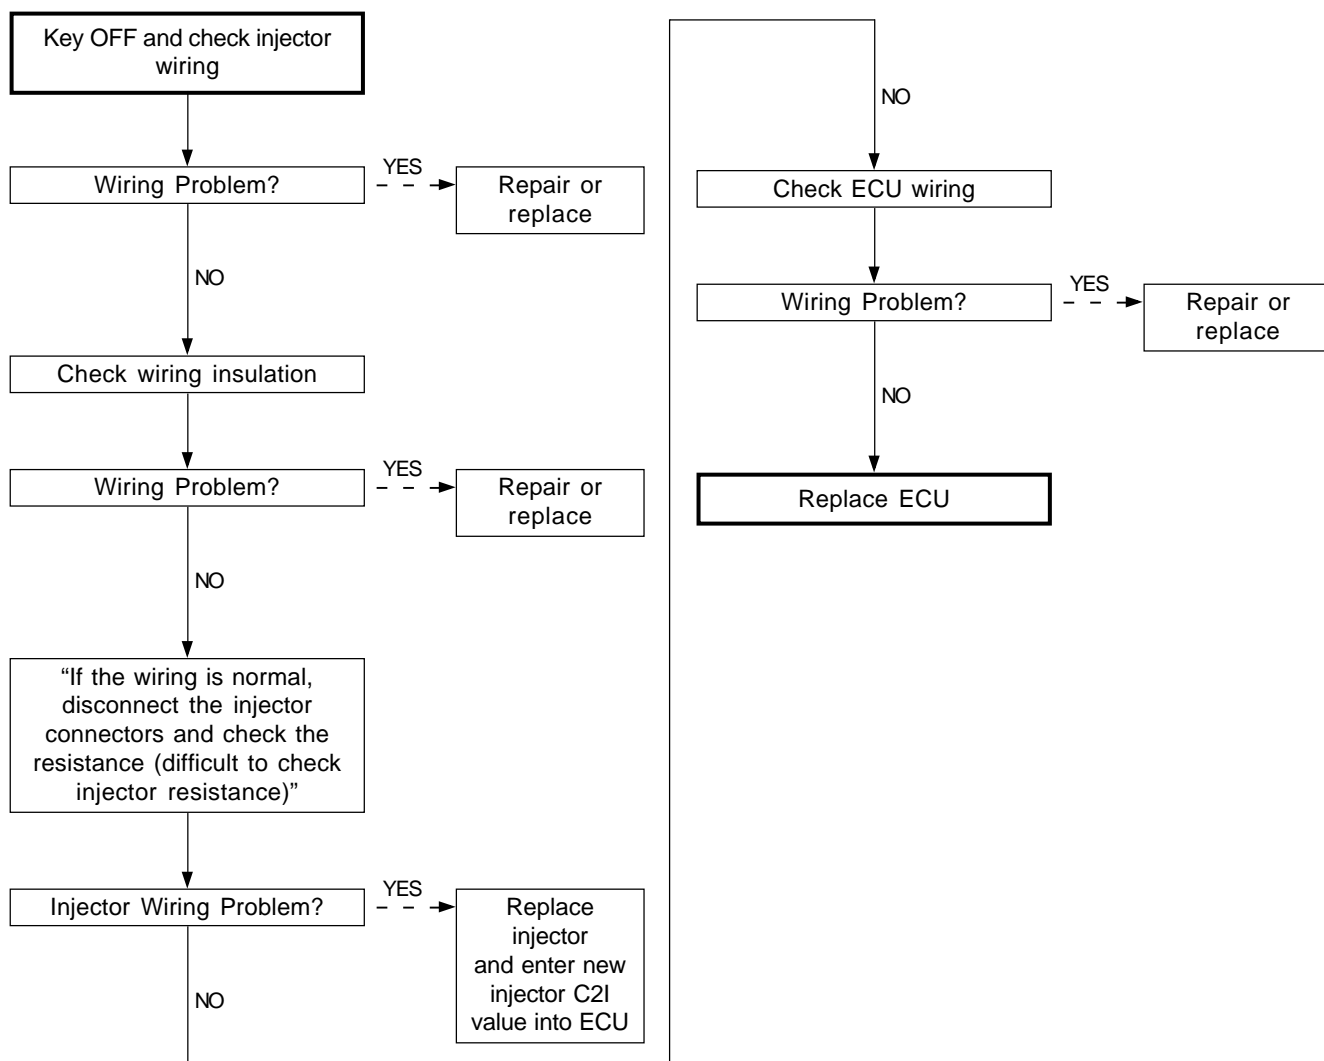 Key OFF and check injector
wiring
Wiring Problem?
YES
Repair or
replace
NO
Check wiring insulation
Wiring Problem?
YES
Repair or
replace
NO
“If the wiring is normal,
disconnect the injector
connectors and check the
resistance (difficult to check
injector resistance)”
Injector Wiring Problem?
YES
Replace
injector
and enter new
injector C2I
value into ECU
NO
NO
Check ECU wiring
Wiring Problem?
YES
Repair or
replace
NO
Replace ECU